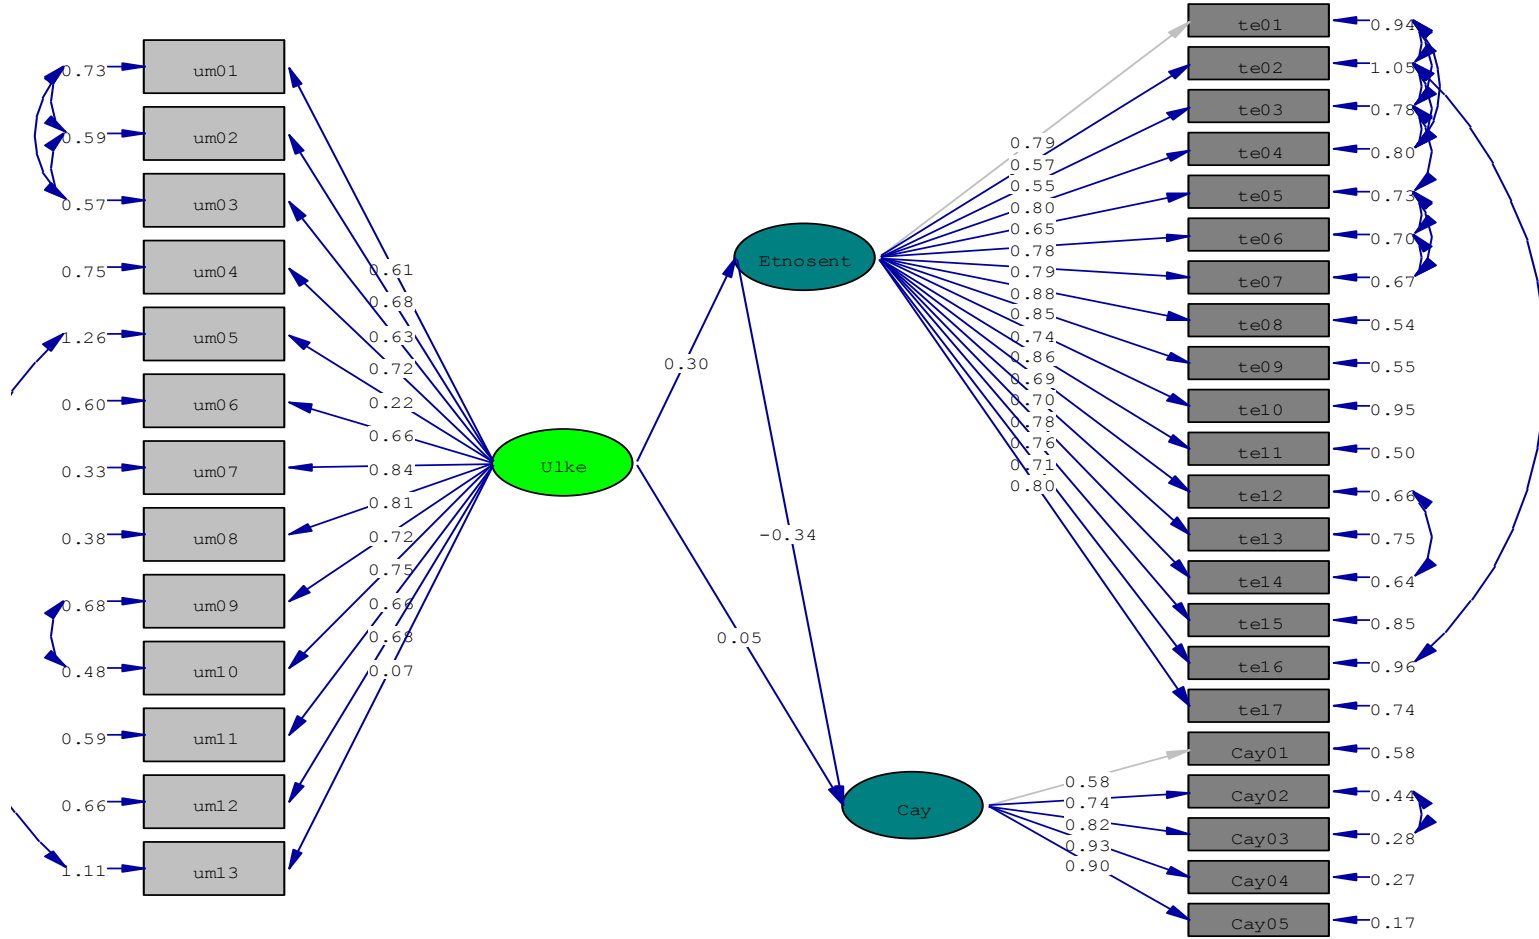 0.73 um01
0.59 um02
0.57 um03
0.75 um04
1.26 um05
0.60 um06
0.33 um07
0.38 um08
0.68 um09
0.48 um10
0.59 um11
0.66 um12
1.11 um13
0.61
0.68
0.63
0.72
0.22
0.66
0.84
0.81
0.72
0.75
0.66
0.68
0.07
Ulke
0.30
0.05
-0.34
Etnosent
Cay
0.79
0.57
0.55
0.80
0.65
0.78
0.79
0.88
0.85
0.74
0.86
0.69
0.70
0.78
0.76
0.71
0.80
0.58
0.74
0.82
0.93
0.90
te01 0.94
te02 1.05
te03 0.78
te04 0.80
te05 0.73
te06 0.70
te07 0.67
te08 0.54
te09 0.55
te10 0.95
te11 0.50
te12 0.66
te13 0.75
te14 0.64
te15 0.85
te16 0.96
te17 0.74
Cay01 0.58
Cay02 0.44
Cay03 0.28
Cay04 0.27
Cay05 0.17